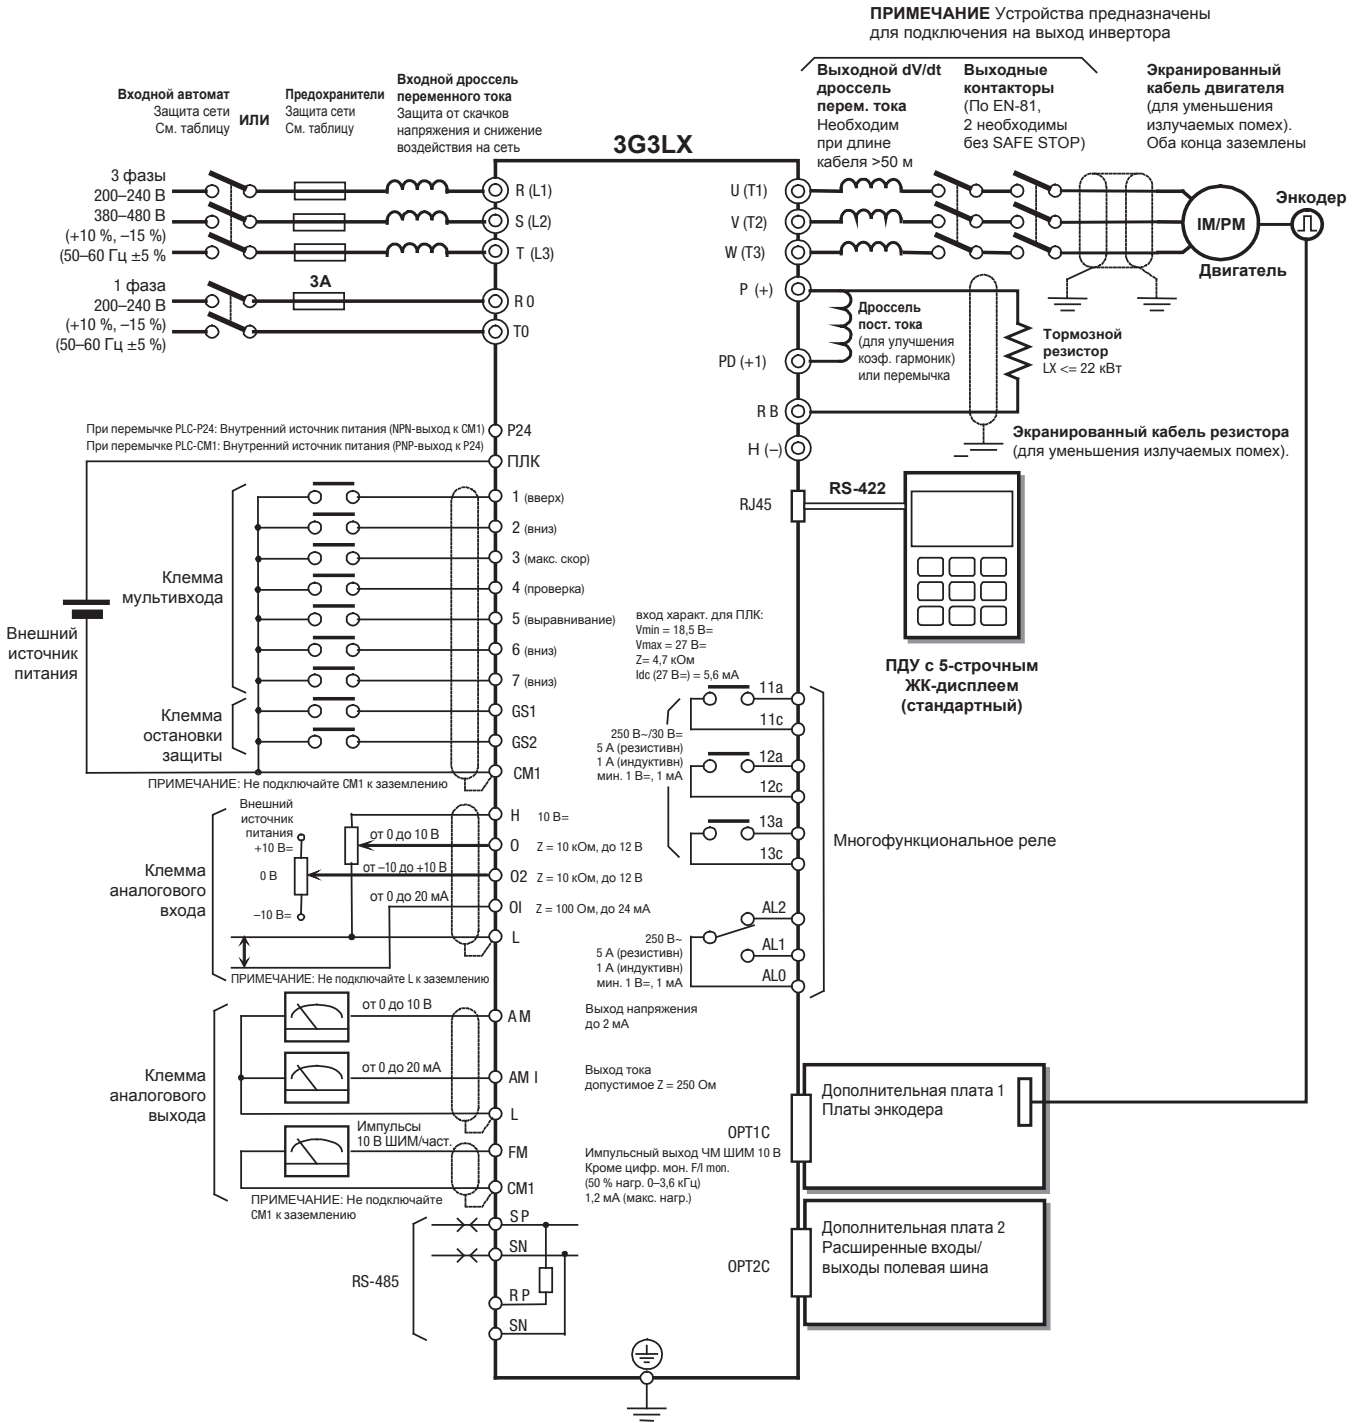 ПРИМЕЧАНИЕ Устройства предназначены
для подключения на выход инвертора
Входной автомат
Защита сети
См. таблицу
ИЛИ
Предохранители
Защита сети
См. таблицу
Входной дроссель
переменного тока
Защита от скачков
напряжения и снижение
воздействия на сеть
3G3LX
Выходной dV/dt
дроссель
перем. тока
Необходим
при длине
кабеля >50 м
Выходные
контакторы
(По EN-81,
2 необходимы
без SAFE STOP)
Экранированный
кабель двигателя
(для уменьшения
излучаемых помех).
Оба конца заземлены
3 фазы
200–240 В
380–480 В
(+10 %, –15 %)
(50–60 Гц ±5 %
R (L1)
S (L2)
T (L3)
1 фаза
200–240 В
(+10 %, –15 %)
(50–60 Гц ±5 %)
3А
R 0
T0
U (T1)
V (T2)
W (T3)
IM/PM
Двигатель
Энкодер
P (+)
PD (+1)
R B
H (–)
Дроссель
пост. тока
(для улучшения
коэф. гармоник)
или перемычка
Тормозной
резистор
LX <= 22 кВт
Экранированный кабель резистора
(для уменьшения излучаемых помех).
При перемычке PLC-P24: Внутренний источник питания (NPN-выход к CM1)
При перемычке PLC-CM1: Внутренний источник питания (PNP-выход к P24)
P24
ПЛК
1 (вверх)
2 (вниз)
3 (макс. скор)
4 (проверка)
5 (выравнивание)
6 (вниз)
7 (вниз)
GS1
GS2
CM1
Клемма
мультивхода
Внешний
источник
питания
Клемма
остановки
защиты
ПРИМЕЧАНИЕ: Не подключайте CM1 к заземлению
RJ45
RS-422
ПДУ с 5-строчным
ЖК-дисплеем
(стандартный)
вход характ. для ПЛК:
Vmin = 18,5 В=
Vmax = 27 В=
Z= 4,7 кОм
Idc (27 В=) = 5,6 мА
11a
11c
12a
12c
13a
13c
250 В~/30 В=
5 А (резистивн)
1 А (индуктивн)
мин. 1 В=, 1 мА
Многофункциональное реле
AL2
AL1
AL0
250 В~
5 А (резистивн)
1 А (индуктивн)
мин. 1 В=, 1 мА
Клемма
аналогового
входа
Внешний
источник
питания
+10 В=
0 В
–10 В=
от 0 до 10 В
от –10 до +10 В
от 0 до 20 мА
H 10 В=
O Z = 10 кОм, до 12 В
O2 Z = 10 кОм, до 12 В
OI Z = 100 Ом, до 24 мА
L
ПРИМЕЧАНИЕ: Не подключайте L к заземлению
Клемма
аналогового
выхода
от 0 до 10 В
от 0 до 20 мА
Импульсы
10 В ШИМ/част.
A M
AM I
L
FM
CM1
Выход напряжения
до 2 мА
Выход тока
допустимое Z = 250 Ом
Импульсный выход ЧМ ШИМ 10 В
Кроме цифр. мон. F/I mon.
(50 % нагр. 0–3,6 кГц)
1,2 мА (макс. нагр.)
ПРИМЕЧАНИЕ: Не подключайте
CM1 к заземлению
RS-485
S P
SN
R P
SN
OPT1C
Дополнительная плата 1
Платы энкодера
OPT2C
Дополнительная плата 2
Расширенные входы/
выходы полевая шина